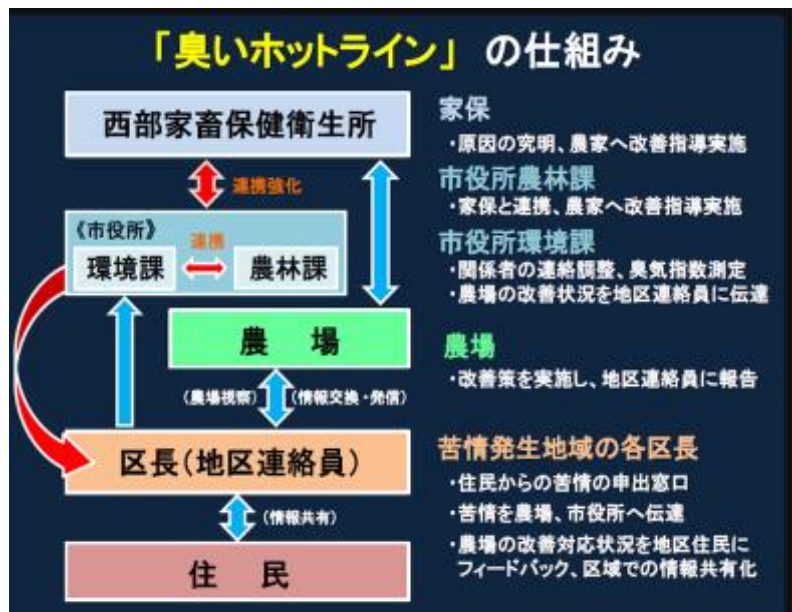 「臭いホットライン」の仕組み
西部家畜保健衛生所
連携強化
《市役所》
連携
環境課
農林課
農 場
(農場視察)
(情報交換・発信)
区長(地区連絡員)
(情報共有)
住 民
家保
・原因の究明、農家へ改善指導実施
市役所農林課
・家保と連携、農家へ改善指導実施
市役所環境課
・関係者の連絡調整、臭気指数測定
・農場の改善状況を地区連絡員に伝達
農場
・改善策を実施し、地区連絡員に報告
苦情発生地域の各区長
・住民からの苦情の申出窓口
・苦情を農場、市役所へ伝達
・農場の改善対応状況を地区住民に
フィードバック、区域での情報共有化